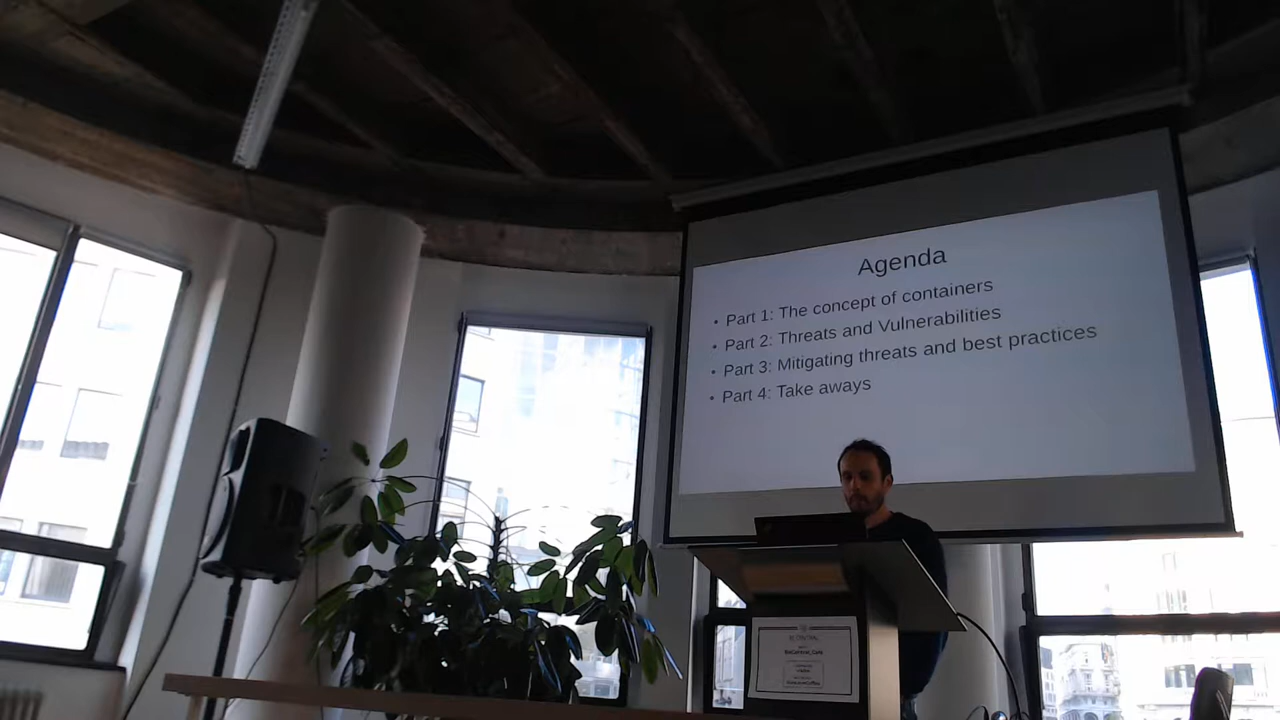 Agenda
• Part 1: The concept of containers
• Part 2: Threats and Vulnerabilities
• Part 3: Mitigating threats and best practices
• Part 4: Take aways